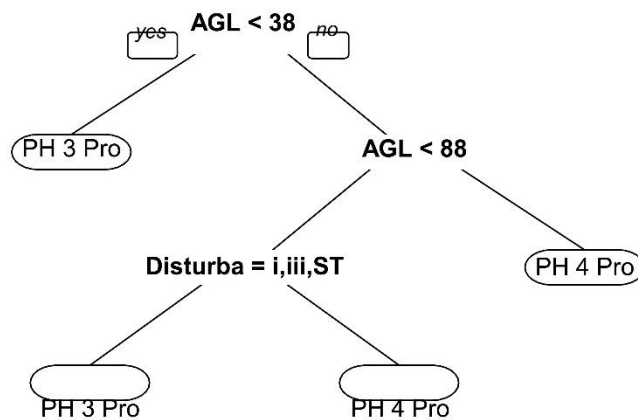 AGL < 38
yes
no
PH 3 Pro
AGL < 88
Disturba = i,iii,ST
PH 4 Pro
PH 3 Pro
PH 4 Pro